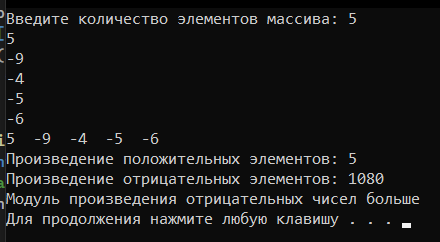 Введите количество элементов массива: 5
5
-9
-4
-5
-6
5  -9  -4  -5  -6
Произведение положительных элементов: 5
Произведение отрицательных элементов: 1080
Модуль произведения отрицательных чисел больше
Для продолжения нажмите любую клавишу . . .